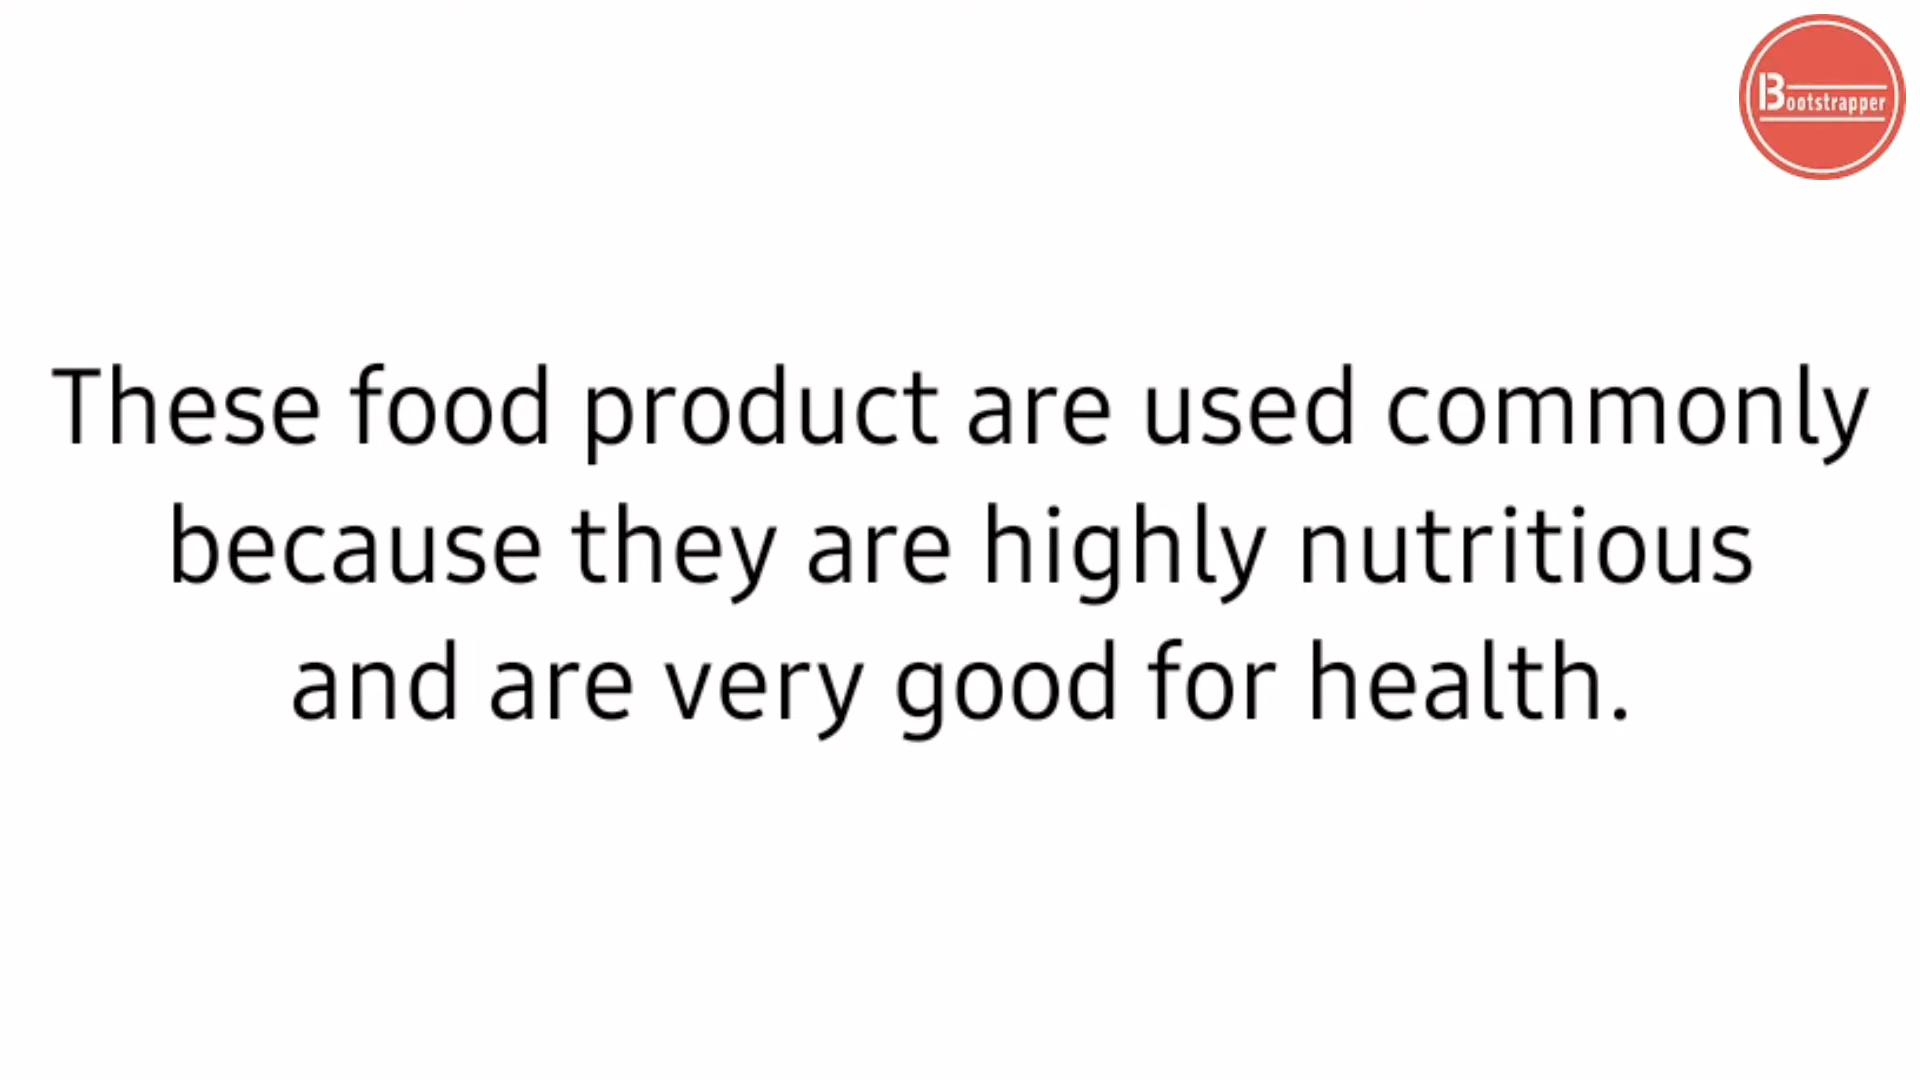 Bootstrapper
These food product are used commonly
because they are highly nutritious
and are very good for health.